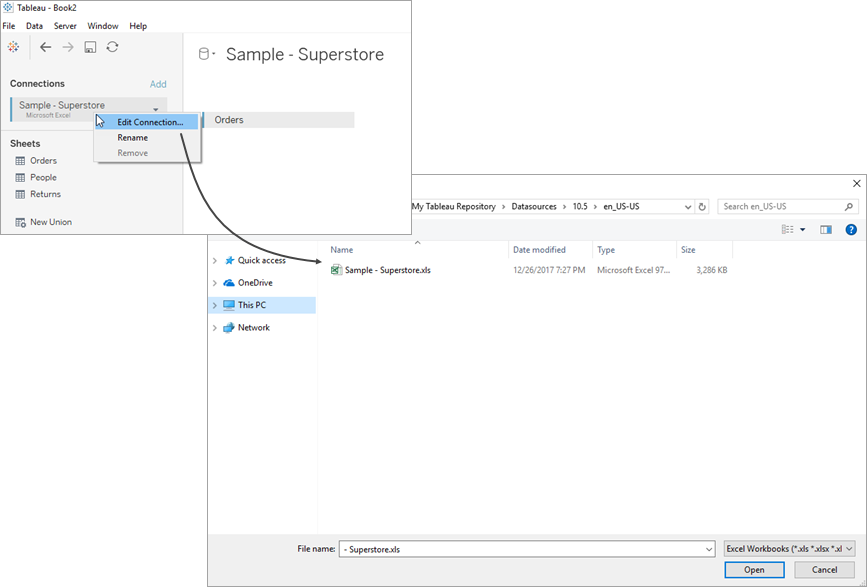 Tableau - Book2
File Data Server Window Help
Sample - Superstore
Connections Add
Sample - Superstore
Microsoft Excel
Edit Connection...
Rename
Remove
Orders
Sheets
Orders
People
Returns
New Union
My Tableau Repository > Datasources > 10.5 > en_US-US
Search en_US-US
Name Date modified Type Size
Quick access
OneDrive
This PC
Network
Sample - Superstore.xls 12/26/2017 7:27 PM Microsoft Excel 97... 3,286 KB
File name: - Superstore.xls
Excel Workbooks (*.xls *.xlsx *.xl
Open Cancel